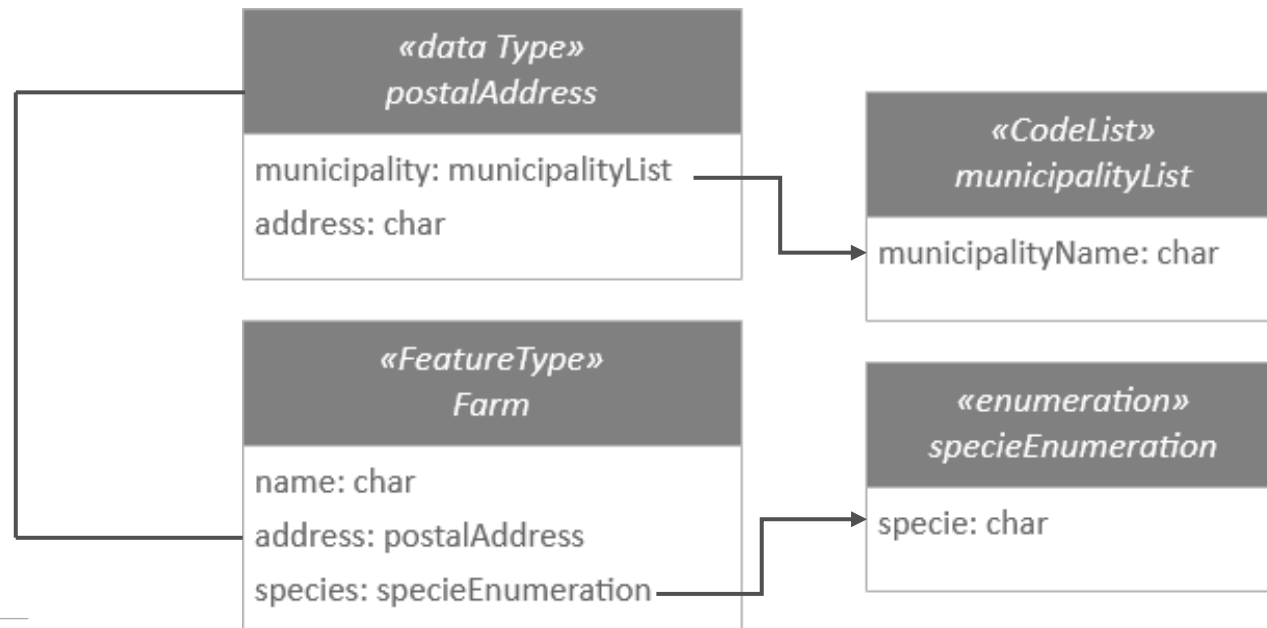 «data Type»
postalAddress
municipality: municipalityList
address: char
«CodeList»
municipalityList
municipalityName: char
«FeatureType»
Farm
name: char
address: postalAddress
species: specieEnumeration
«enumeration»
specieEnumeration
specie: char